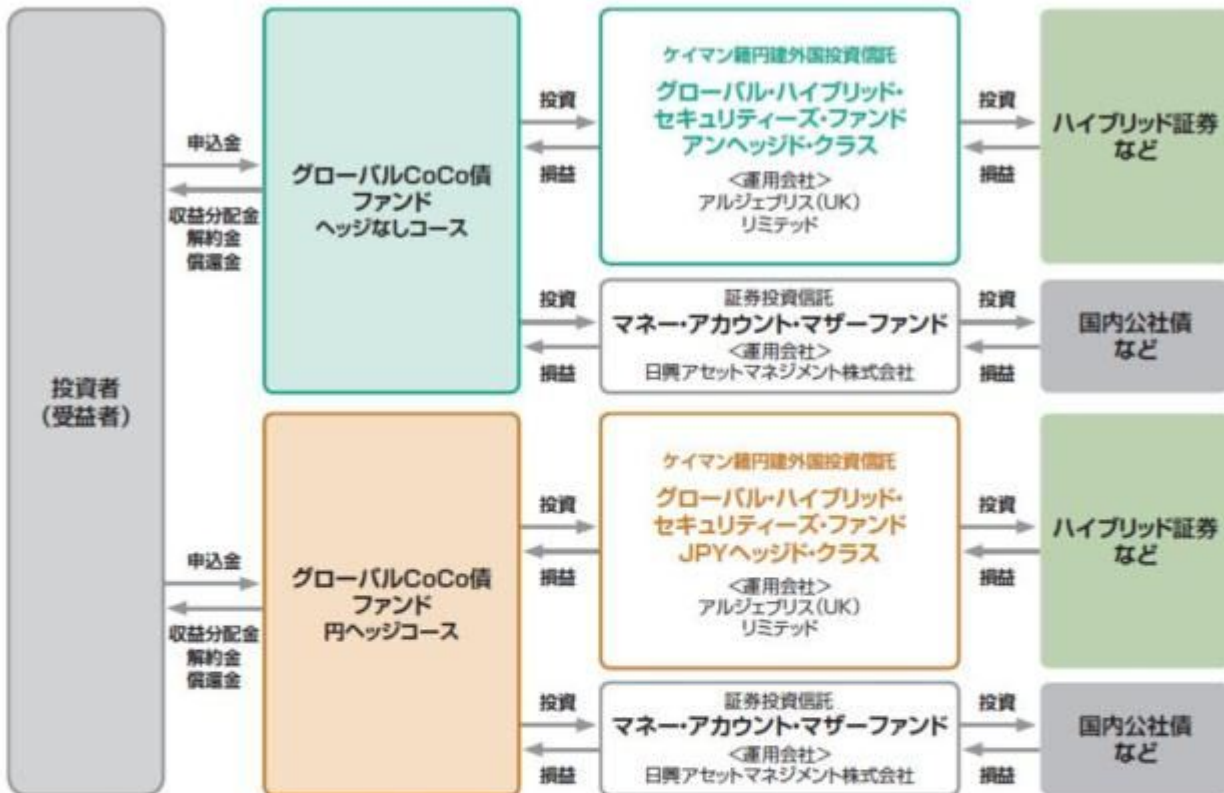 投資者
（受益者）
申込金
収益分配金
解約金
償還金
グローバルCoCo債
ファンド
ヘッジなしコース
投資
損益
ケイマン籍円建外国投資信託
グローバル・ハイブリッド・
セキュリティーズ・ファンド
アンヘッジド・クラス
＜運用会社＞
アルジェブリス(UK)
リミテッド
投資
損益
ハイブリッド証券
など
投資
損益
証券投資信託
マネー・アカウント・マザーファンド
＜運用会社＞
日興アセットマネジメント株式会社
投資
損益
国内公社債
など
申込金
収益分配金
解約金
償還金
グローバルCoCo債
ファンド
円ヘッジコース
投資
損益
ケイマン籍円建外国投資信託
グローバル・ハイブリッド・
セキュリティーズ・ファンド
JPYヘッジド・クラス
＜運用会社＞
アルジェブリス(UK)
リミテッド
投資
損益
ハイブリッド証券
など
投資
損益
証券投資信託
マネー・アカウント・マザーファンド
＜運用会社＞
日興アセットマネジメント株式会社
投資
損益
国内公社債
など